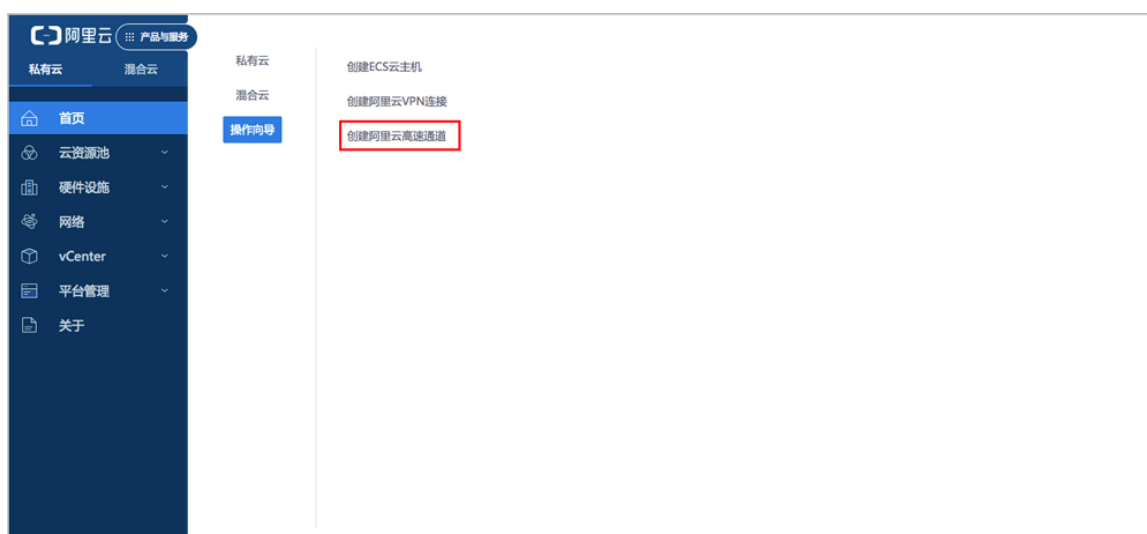 阿里云 产品与服务
私有云 混合云
首页
云资源池
硬件设施
网络
vCenter
平台管理
关于
私有云
混合云
操作向导
创建ECS云主机
创建阿里云VPN连接
创建阿里云高速通道